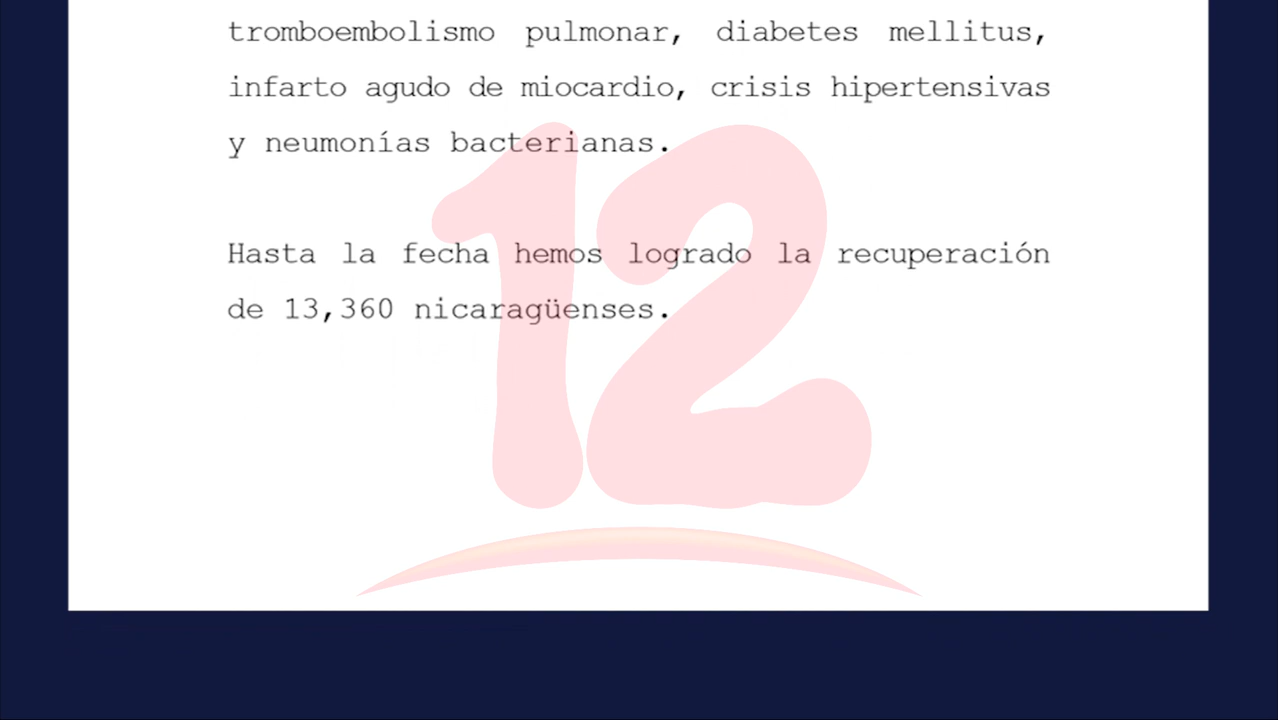 tromboembolismo pulmonar, diabetes mellitus,
infarto agudo de miocardio, crisis hipertensivas
y neumonías bacterianas.
Hasta la fecha hemos logrado la recuperación
de 13,360 nicaragüenses.
12